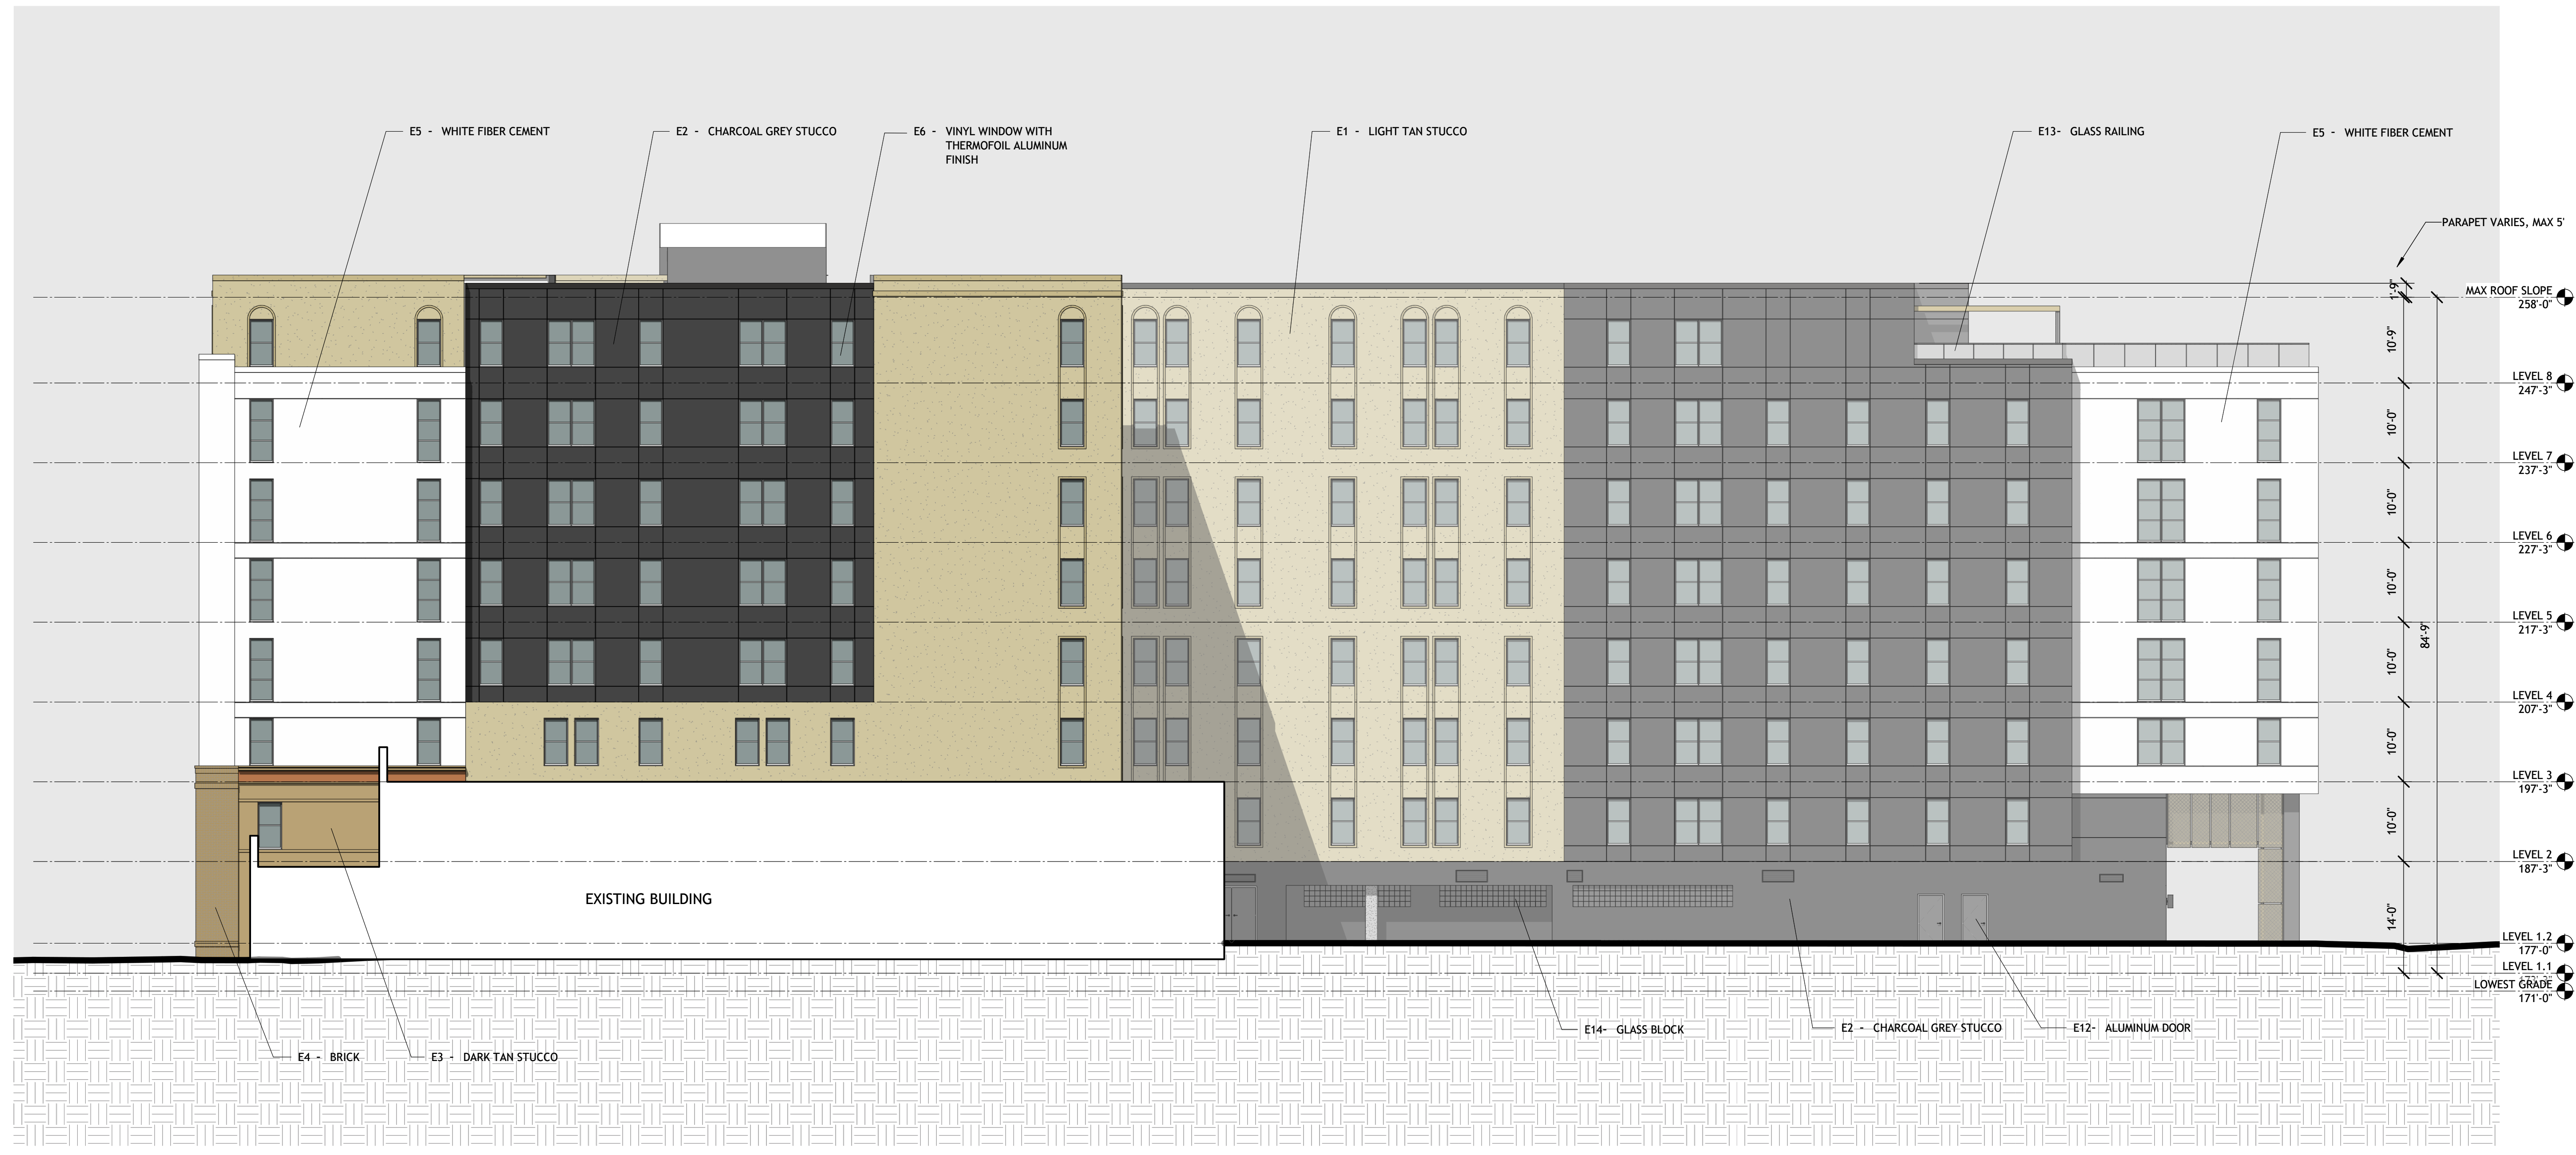 E5 - WHITE FIBER CEMENT
E2 - CHARCOAL GREY STUCCO
E6 - VINYL WINDOW WITH
THERMOFOIL ALUMINUM
FINISH
E1 - LIGHT TAN STUCCO
E13- GLASS RAILING
E5 - WHITE FIBER CEMENT
PARAPET VARIES, MAX 5'
1'-9"
MAX ROOF SLOPE
258'-0"
10'-9"
LEVEL 8
247'-3"
10'-0"
LEVEL 7
237'-3"
10'-0"
LEVEL 6
227'-3"
10'-0"
LEVEL 5
217'-3"
84'-9"
10'-0"
LEVEL 4
207'-3"
10'-0"
LEVEL 3
197'-3"
10'-0"
LEVEL 2
187'-3"
EXISTING BUILDING
14'-0"
LEVEL 1.2
177'-0"
LEVEL 1.1
LOWEST GRADE
171'-0"
E14- GLASS BLOCK
E2 - CHARCOAL GREY STUCCO
E12- ALUMINUM DOOR
E4 - BRICK
E3 - DARK TAN STUCCO